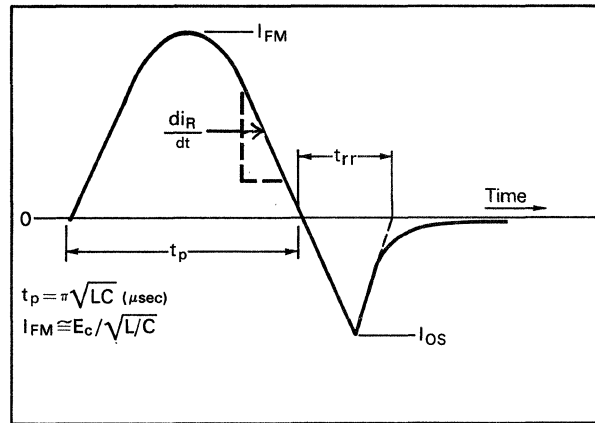 I_FM
di_R
dt
t_rr
Time
0
t_p
t_p = π√LC (μsec)
I_FM ≅ E_c/√L/C
I_OS